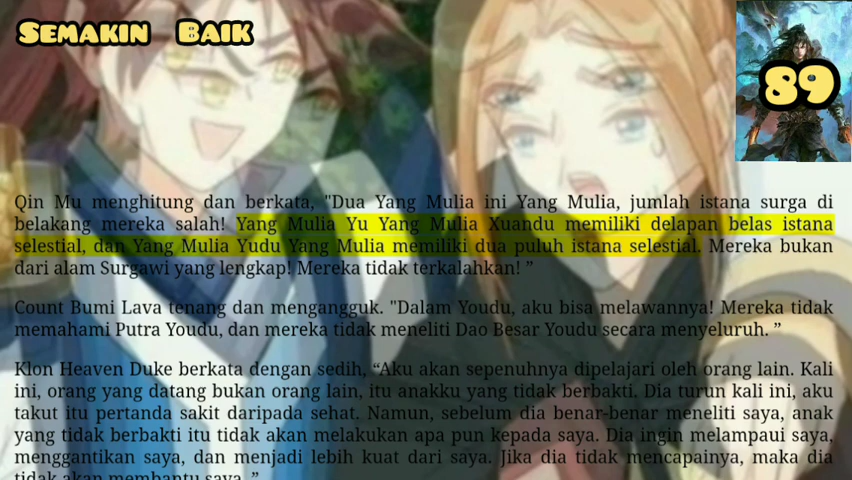 Semakin Baik
89
Qin Mu menghitung dan berkata, "Dua Yang Mulia ini Yang Mulia, jumlah istana surga di
belakang mereka salah! Yang Mulia Yu Yang Mulia Xuandu memiliki delapan belas istana
selestial, dan Yang Mulia Yudu Yang Mulia memiliki dua puluh istana selestial. Mereka bukan
dari alam Surgawi yang lengkap! Mereka tidak terkalahkan! ”
Count Bumi Lava tenang dan mengangguk. "Dalam Youdu, aku bisa melawannya! Mereka tidak
memahami Putra Youdu, dan mereka tidak meneliti Dao Besar Youdu secara menyeluruh. ”
Klon Heaven Duke berkata dengan sedih, “Aku akan sepenuhnya dipelajari oleh orang lain. Kali
ini, orang yang datang bukan orang lain, itu anakku yang tidak berbakti. Dia turun kali ini, aku
takut itu pertanda sakit daripada sehat. Namun, sebelum dia benar-benar meneliti saya, anak
yang tidak berbakti itu tidak akan melakukan apa pun kepada saya. Dia ingin melampaui saya,
menggantikan saya, dan menjadi lebih kuat dari saya. Jika dia tidak mencapainya, maka dia
tidak akan membantu saya. ”